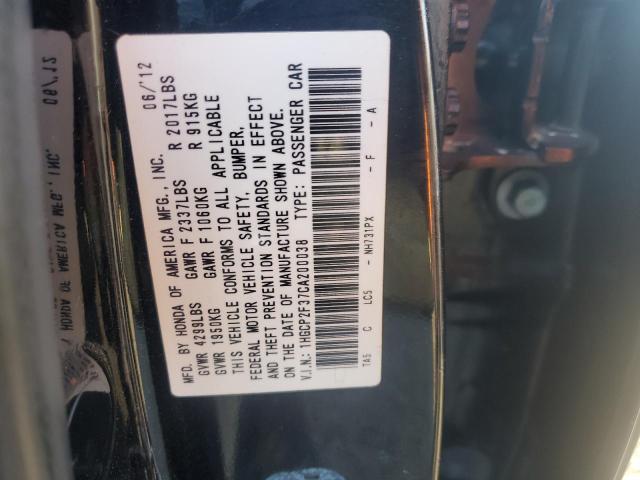 MFD. BY HONDA OF AMERICA MFG., INC. 06/12
GVWR 4299LBS GAWR F 2337LBS R 2017LBS
GVWR 1950KG GAWR F 1060KG R 915KG
THIS VEHICLE CONFORMS TO ALL APPLICABLE
FEDERAL MOTOR VEHICLE SAFETY, BUMPER,
AND THEFT PREVENTION STANDARDS IN EFFECT
ON THE DATE OF MANUFACTURE SHOWN ABOVE.
V.I.N.: 1HGCP2F37CA200038 TYPE: PASSENGER CAR
TA5 C LC5 - NH731PX - F - A